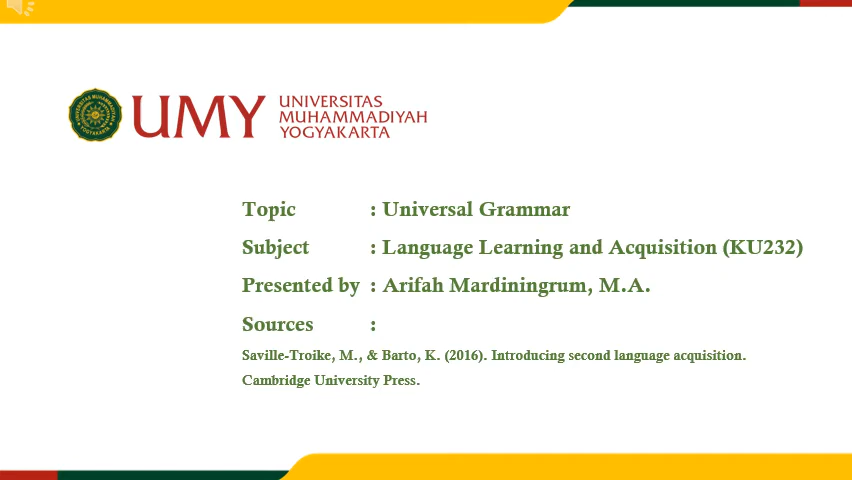 UMY
UNIVERSITAS
MUHAMMADIYAH
YOGYAKARTA
Topic : Universal Grammar
Subject : Language Learning and Acquisition (KU232)
Presented by : Arifah Mardiningrum, M.A.
Sources :
Saville-Troike, M., & Barto, K. (2016). Introducing second language acquisition.
Cambridge University Press.